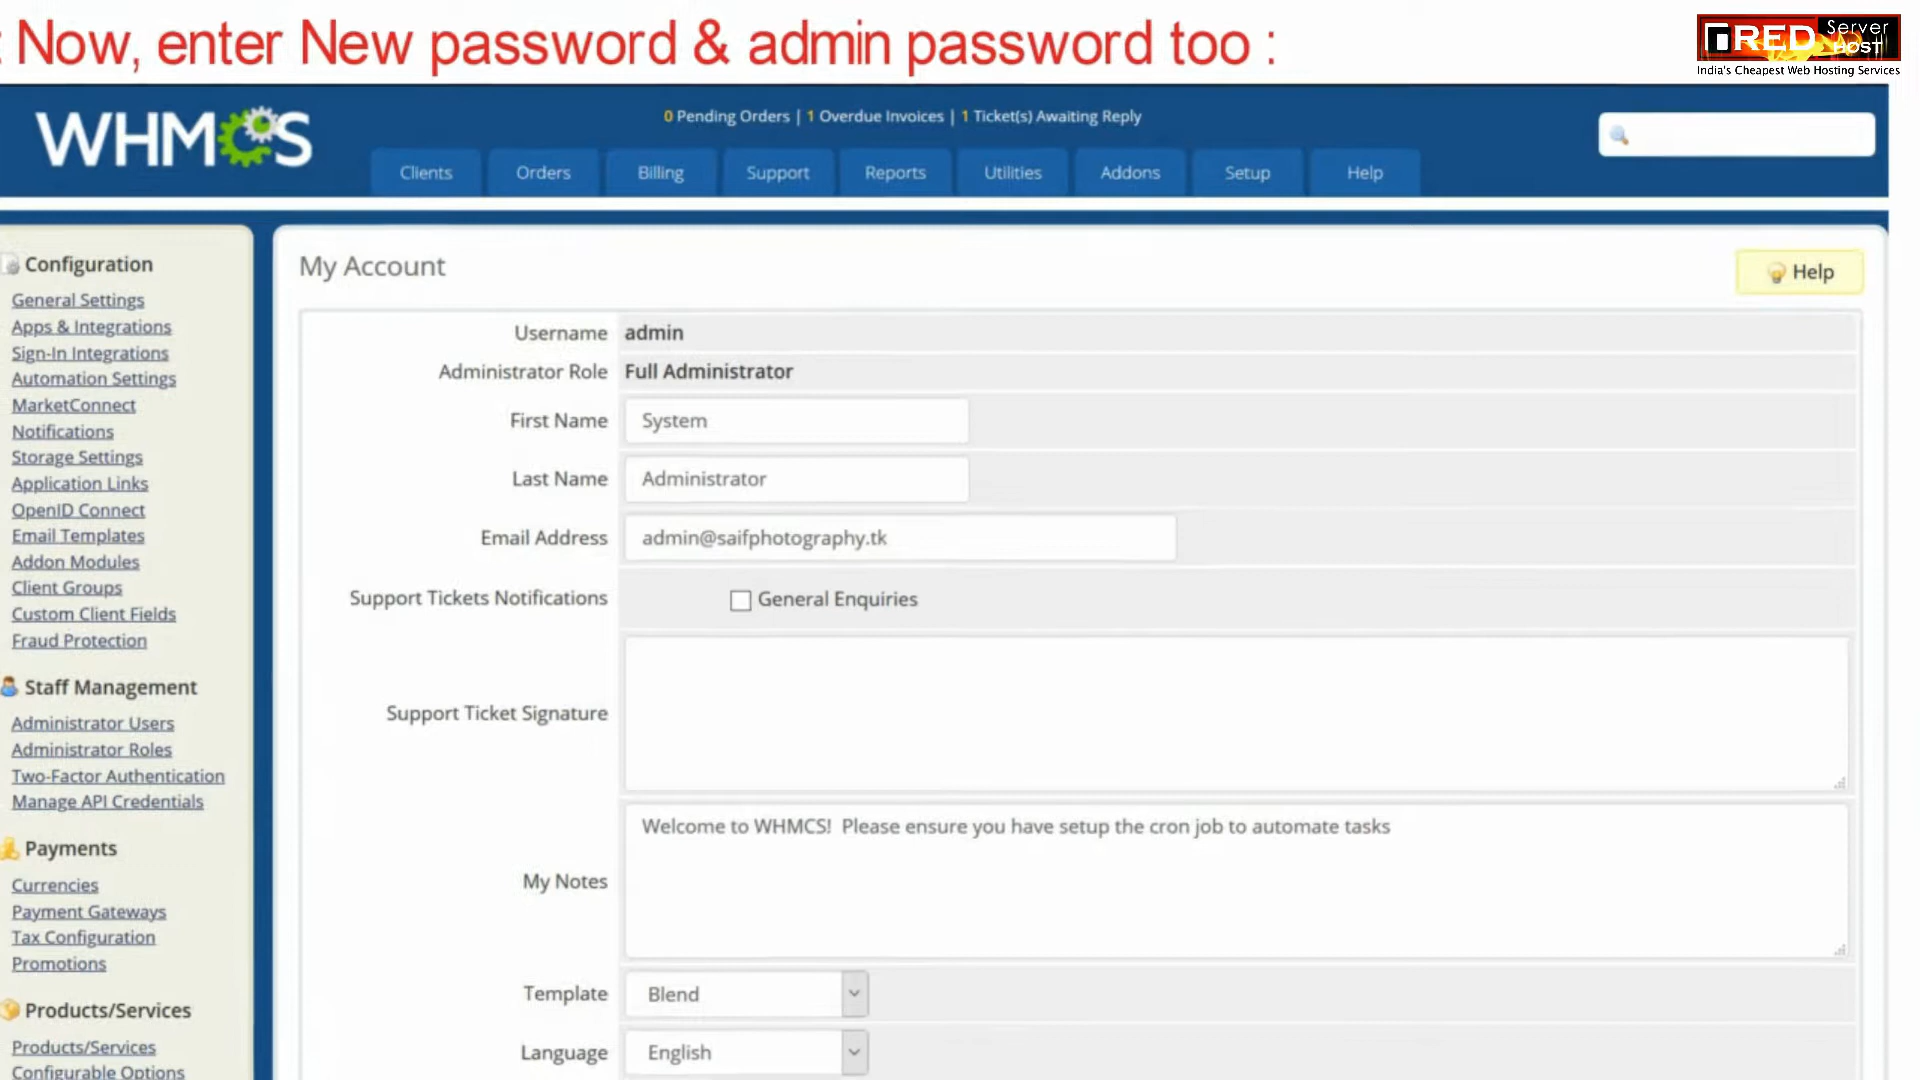 : Now, enter New password & admin password too :
RED Server
HOST
India's Cheapest Web Hosting Services
WHMCS
0 Pending Orders | 1 Overdue Invoices | 1 Ticket(s) Awaiting Reply
Clients Orders Billing Support Reports Utilities Addons Setup Help
Configuration
General Settings
Apps & Integrations
Sign-In Integrations
Automation Settings
MarketConnect
Notifications
Storage Settings
Application Links
OpenID Connect
Email Templates
Addon Modules
Client Groups
Custom Client Fields
Fraud Protection
Staff Management
Administrator Users
Administrator Roles
Two-Factor Authentication
Manage API Credentials
Payments
Currencies
Payment Gateways
Tax Configuration
Promotions
Products/Services
Products/Services
Configurable Options
My Account
Help
Username admin
Administrator Role Full Administrator
First Name System
Last Name Administrator
Email Address admin@saifphotography.tk
Support Tickets Notifications General Enquiries
Support Ticket Signature
My Notes Welcome to WHMCS! Please ensure you have setup the cron job to automate tasks
Template Blend
Language English